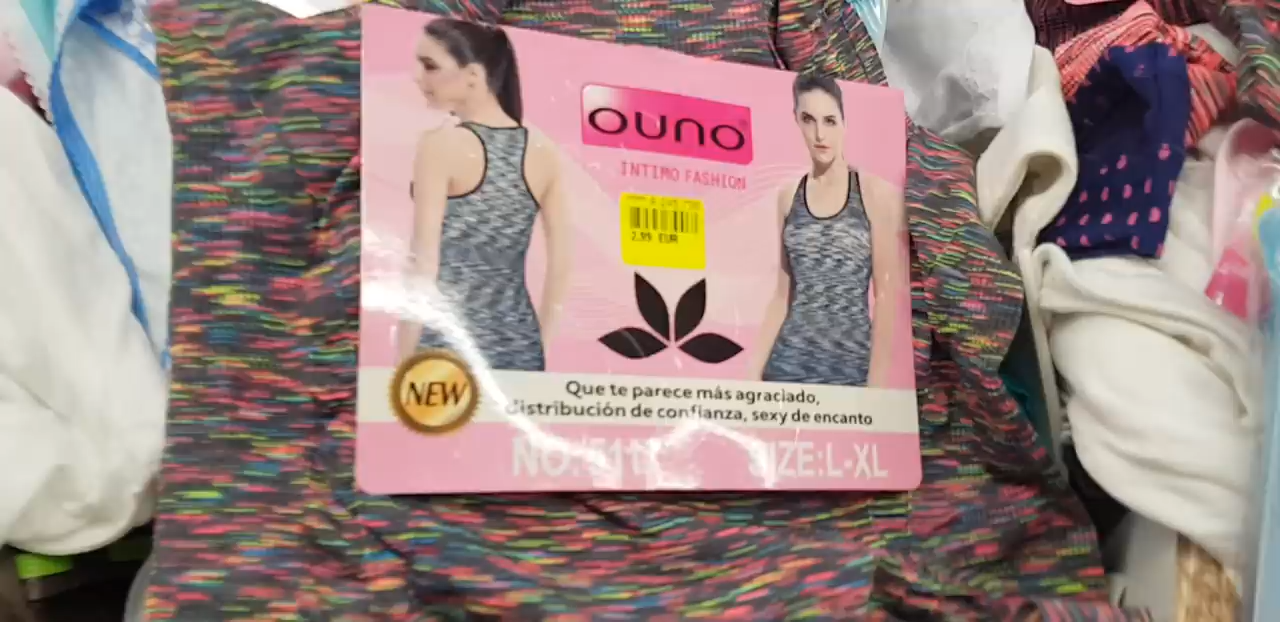 OUNO
INTIMO FASHION
2,99 EUR
NEW
Que te parece más agraciado,
distribución de confianza, sexy de encanto
SIZE:L-XL